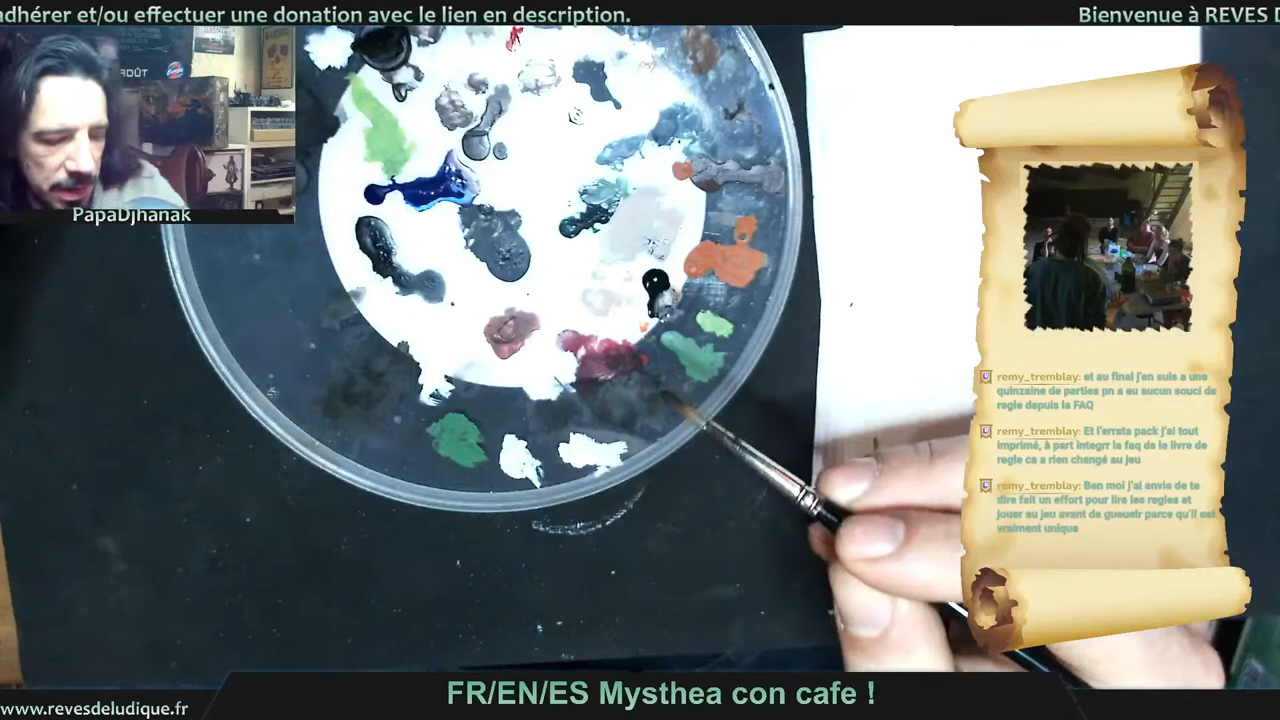 adhérer et/ou effectuer une donation avec le lien en description.
Bienvenue à REVES D
AOÛT
PapaDjhanak
remy_tremblay: et au final j'en suis a une
quinzaine de parties pn a eu aucun souci de
regle depuis la FAQ
remy_tremblay: Et l'errata pack j'ai tout
imprimé, à part integrr la faq ds le livre de
regle ca a rien changé au jeu
remy_tremblay: Ben moi j'ai envie de te
dire fait un effort pour lire les regles et
jouer au jeu avant de gueuelr parce qu'il est
vraiment unique
FR/EN/ES Mysthea con cafe !
www.revesdeludique.fr